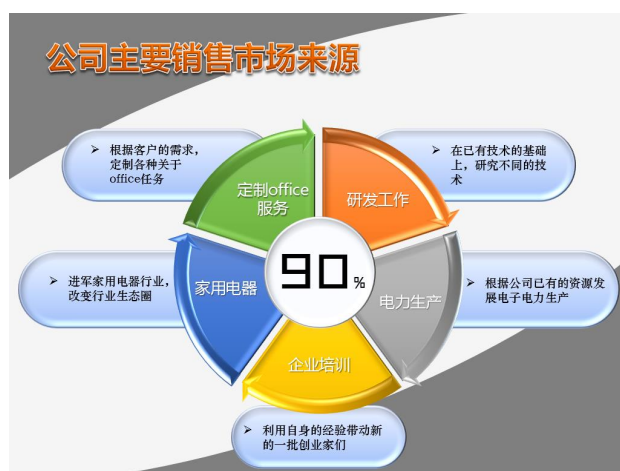 公司主要销售市场来源
➢ 根据客户的需求，
定制各种关于
office任务
➢ 在已有技术的基础
上，研究不同的技
术
定制office
服务
研发工作
➢ 进军家用电器行业，
改变行业生态圈
家用电器
90%
电力生产
➢ 根据公司已有的资源发
展电子电力生产
企业培训
➢ 利用自身的经验带动新
的一批创业家们